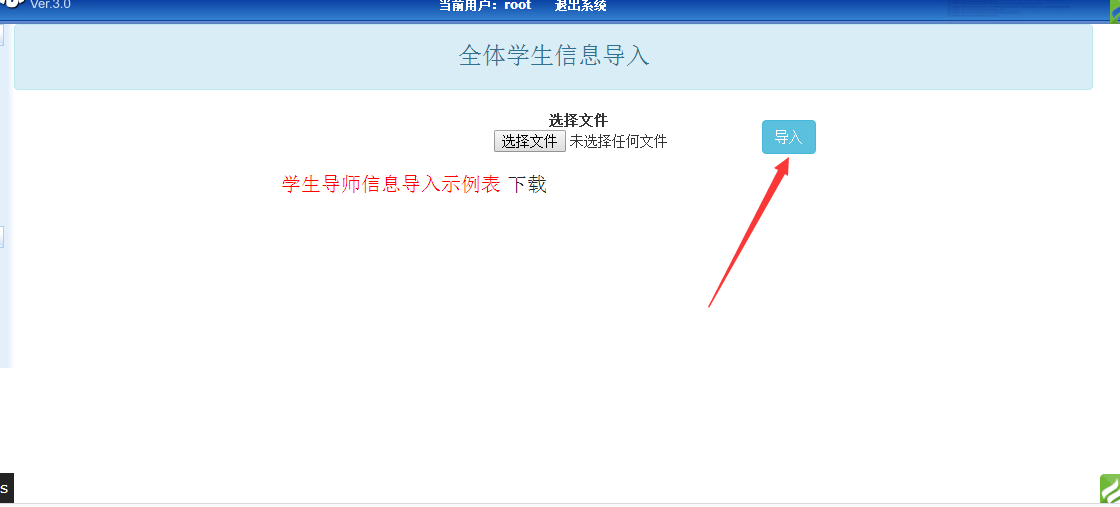 Ver.3.0
当前用户：root 退出系统
全体学生信息导入
选择文件
选择文件 未选择任何文件
导入
学生导师信息导入示例表 下载
s